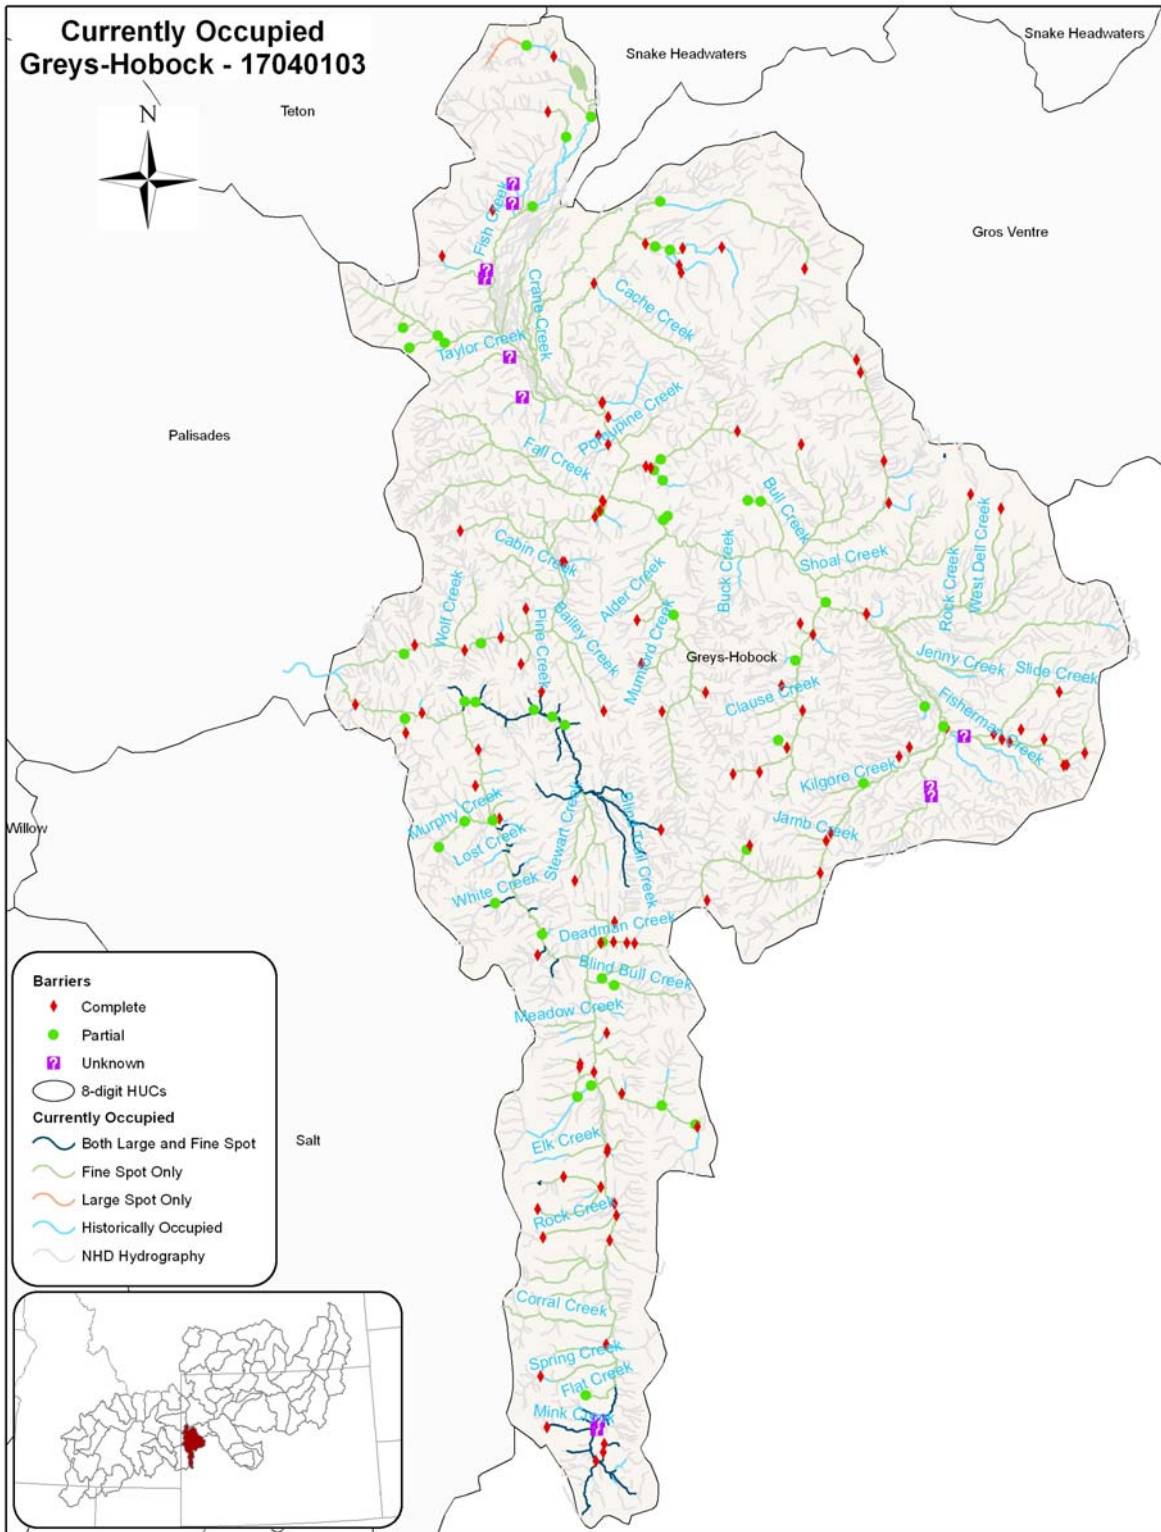 Currently Occupied
Greys-Hobock - 17040103
Snake Headwaters
Snake Headwaters
Teton
N
Gros Ventre
Fish Creek
Crane Creek
Cache Creek
Taylor Creek
Palisades
Porcupine Creek
Fall Creek
Bull Creek
Cabin Creek
Shoal Creek
Buck Creek
Rock Creek
West Dell Creek
Alder Creek
Wolf Creek
Pine Creek
Bailey Creek
Mumford Creek
Greys-Hobock
Jenny Creek
Slide Creek
Clause Creek
Fisherman Creek
Kilgore Creek
Murphy Creek
Willow
Lost Creek
Stewart Creek
Blind Trail Creek
Jamb Creek
White Creek
Deadman Creek
Blind Bull Creek
Meadow Creek
Salt
Elk Creek
Rock Creek
Corral Creek
Spring Creek
Flat Creek
Mink Creek
Barriers
Complete
Partial
? Unknown
8-digit HUCs
Currently Occupied
Both Large and Fine Spot
Fine Spot Only
Large Spot Only
Historically Occupied
NHD Hydrography